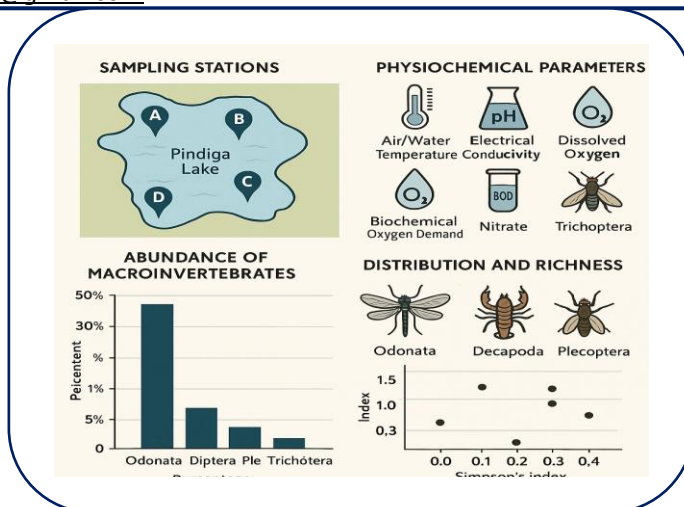 SAMPLING STATIONS
A
B
Pindiga
Lake
D
C
PHYSIOCHEMICAL PARAMETERS
pH
O₂
Air/Water
Temperature
Electrical
Conducuvity
Dissolved
Oxygen
O₂
BOD
Biochemical
Oxygen Demand
Nitrate
Trichoptera
ABUNDANCE OF
MACROINVERTEBRATES
Peicentent
50%
30%
%
1%
5%
0
Odonata Diptera Ple Trichótera
DISTRIBUTION AND RICHNESS
Odonata
Decapoda
Plecoptera
Index
1.5
1.0
0.3
0.0 0.1 0.2 0.3 0,4
Simpson's index